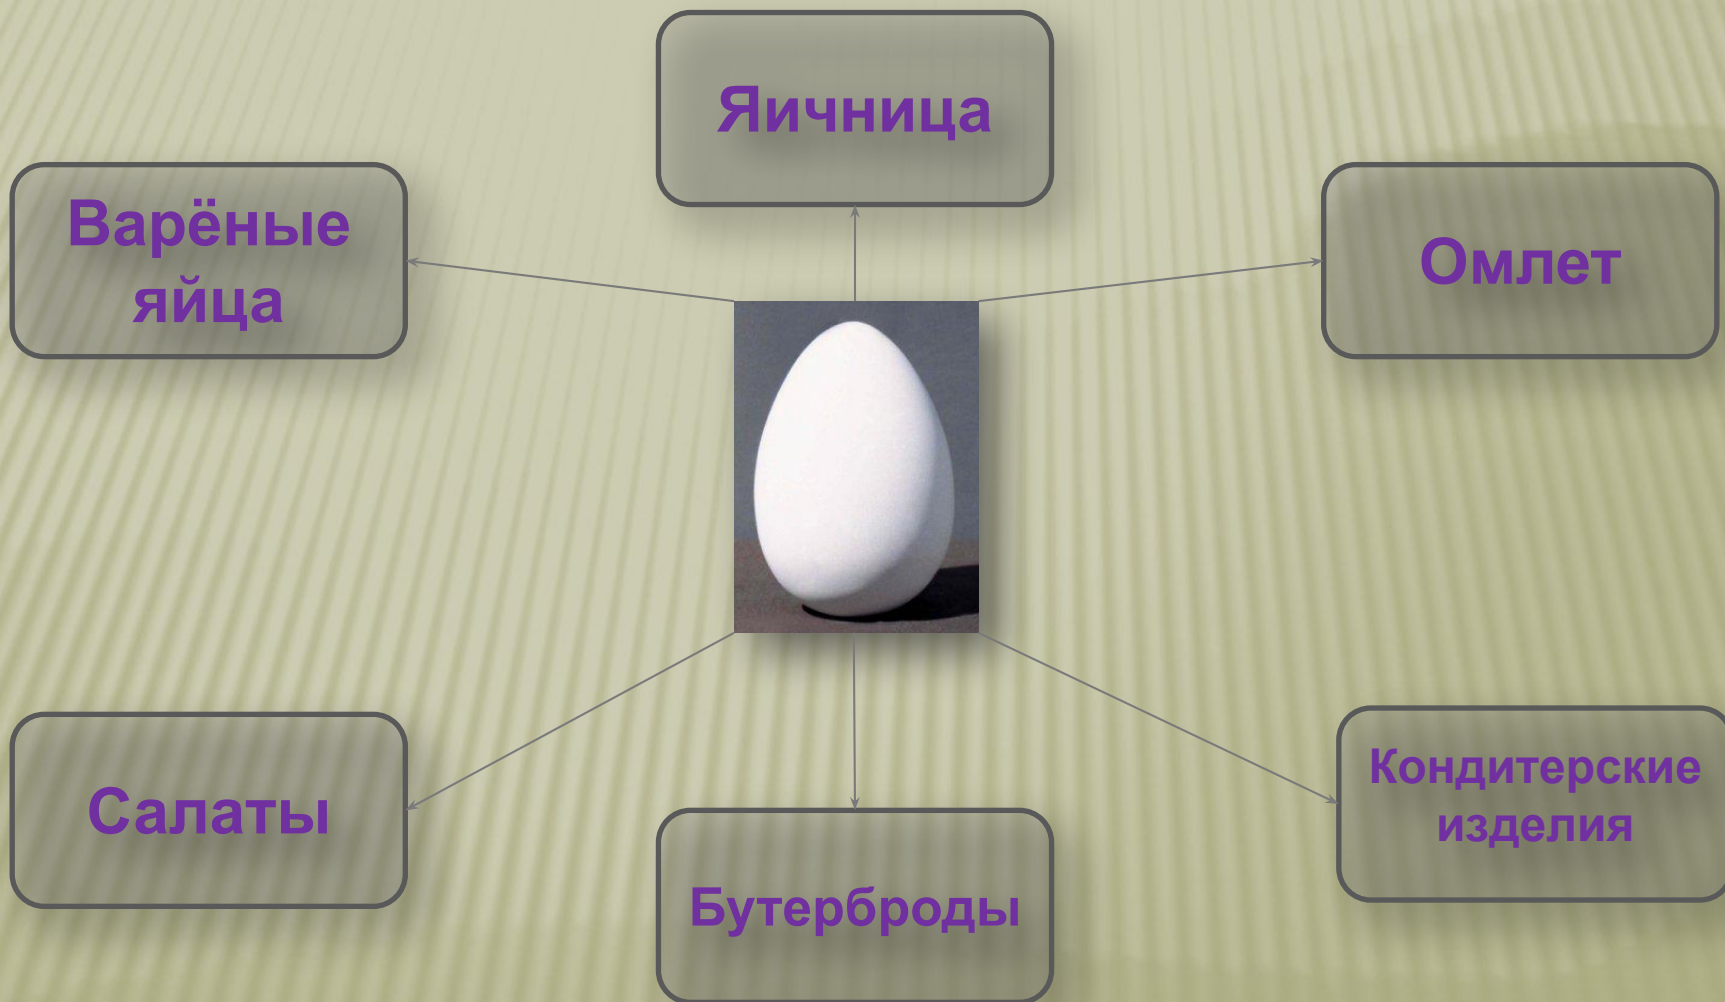 Яичница
Варёные
яйца
Омлет
Салаты
Бутерброды
Кондитерские
изделия